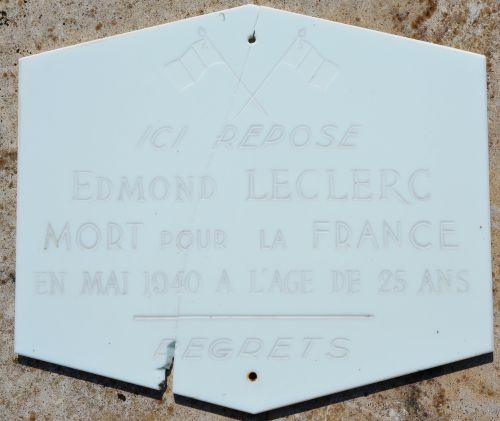 ICI REPOSE
EDMOND LECLERC
MORT POUR LA FRANCE
EN MAI 1940 A L'AGE DE 25 ANS
REGRETS